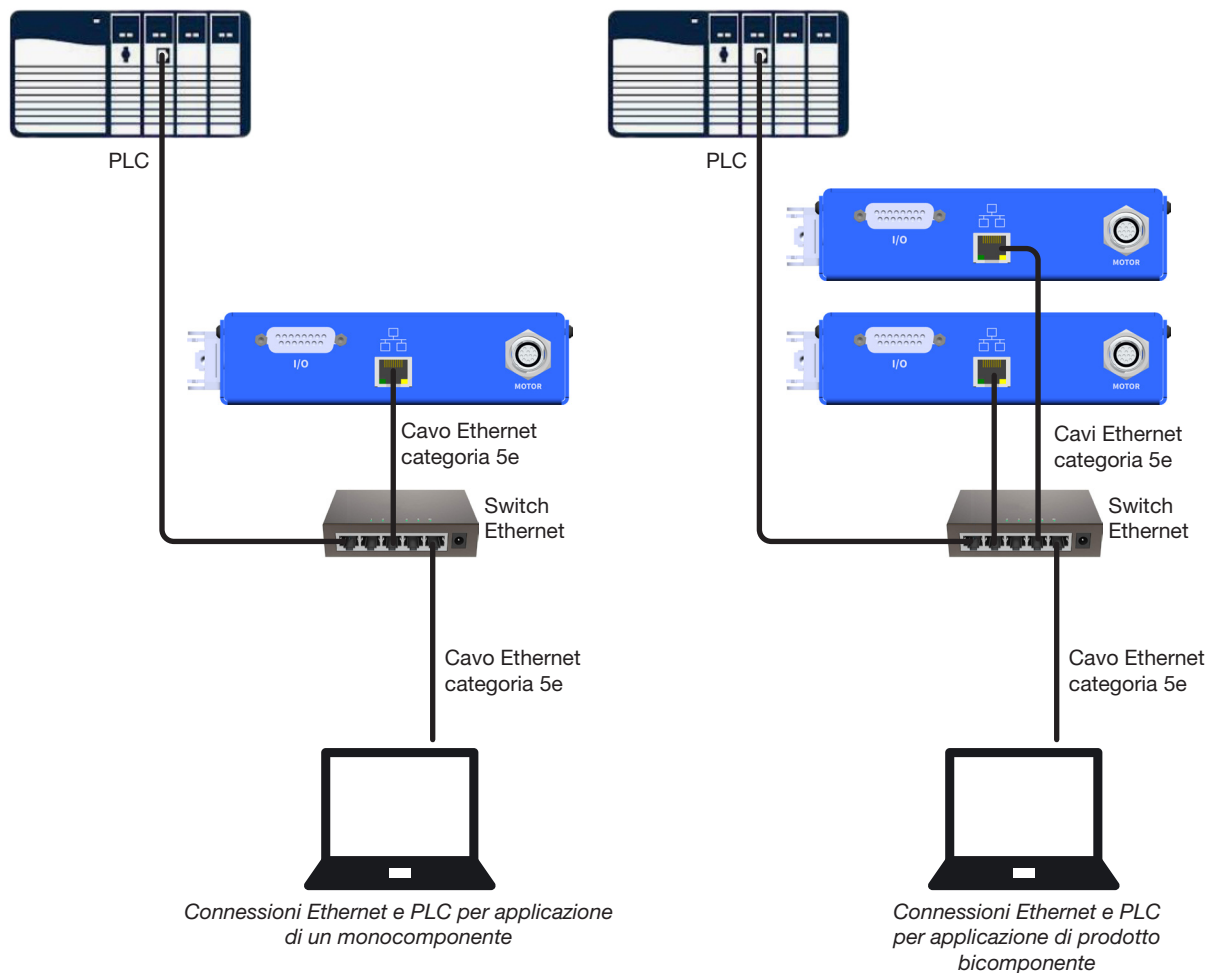 PLC
I/O
MOTOR
Cavo Ethernet
categoria 5e
Switch
Ethernet
Cavo Ethernet
categoria 5e
Connessioni Ethernet e PLC per applicazione
di un monocomponente
PLC
I/O
MOTOR
I/O
MOTOR
Cavi Ethernet
categoria 5e
Switch
Ethernet
Cavo Ethernet
categoria 5e
Connessioni Ethernet e PLC
per applicazione di prodotto
bicomponente